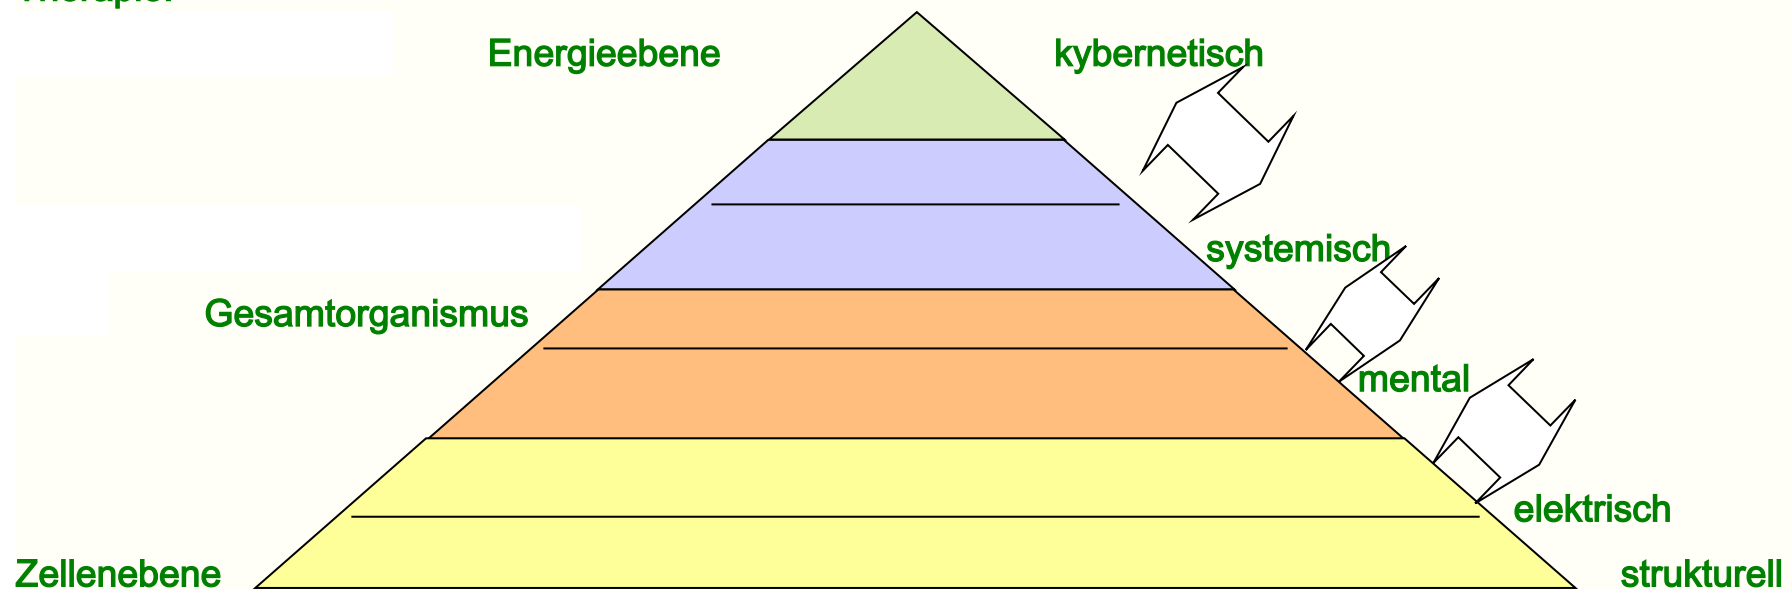 Energieebene kybernetisch
systemisch
Gesamtorganismus
mental
elektrisch
Zellenebene strukturell